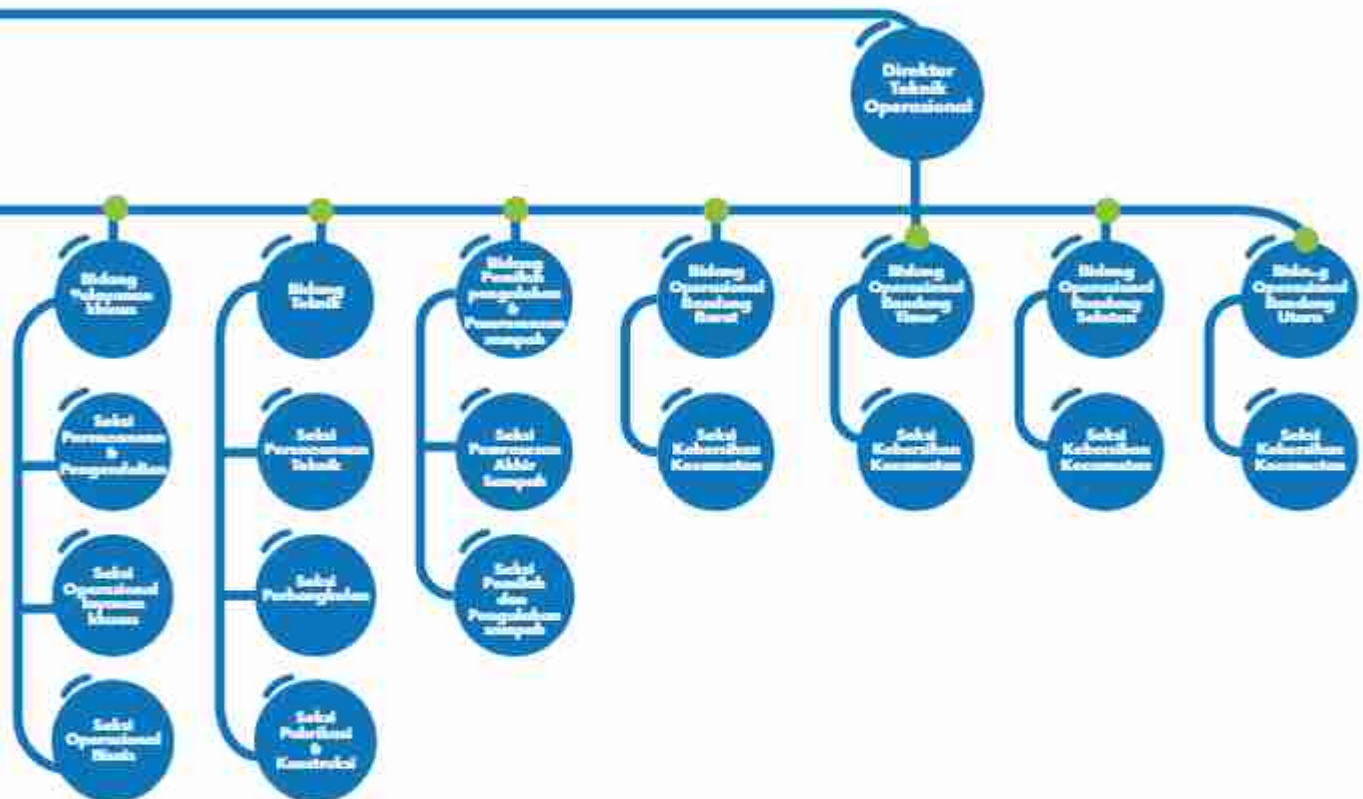 Direktur
Teknik
Operasional
Bidang
Pelayanan
khusus
Bidang
Teknik
Bidang
Pemilah
pengolahan
&
Pemrosesan
sampah
Bidang
Operasional
Bandung
Barat
Bidang
Operasional
Bandung
Timur
Bidang
Operasional
Bandung
Selatan
Bidang
Operasional
Bandung
Utara
Seksi
Perencanaan
&
Pengendalian
Seksi
Perencanaan
Teknik
Seksi
Pemrosesan
Akhir
Sampah
Seksi
Kebersihan
Kecamatan
Seksi
Kebersihan
Kecamatan
Seksi
Kebersihan
Kecamatan
Seksi
Kebersihan
Kecamatan
Seksi
Operasional
layanan
khusus
Seksi
Perbengkelan
Seksi
Pemilah
dan
Pengolahan
sampah
Seksi
Operasional
Bisnis
Seksi
Pabrikasi
&
Konstruksi